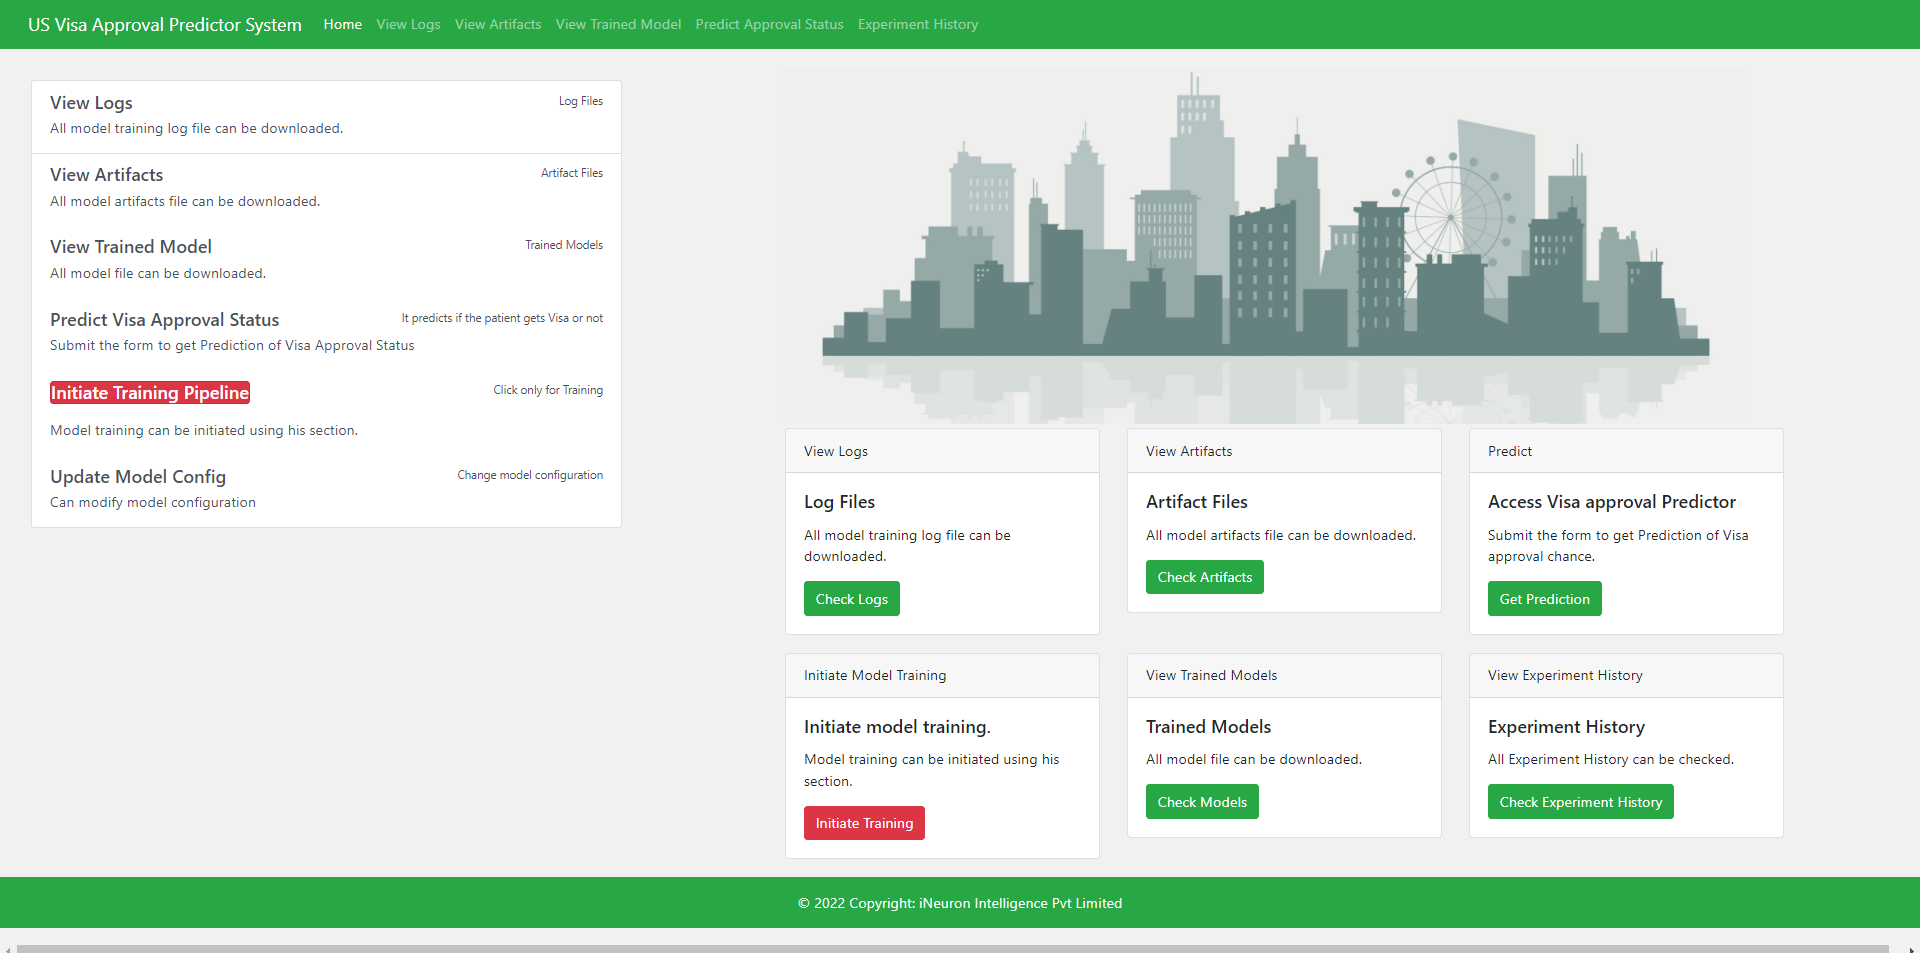 US Visa Approval Predictor System Home View Logs View Artifacts View Trained Model Predict Approval Status Experiment History
View Logs Log Files
All model training log file can be downloaded.
View Artifacts Artifact Files
All model artifacts file can be downloaded.
View Trained Model Trained Models
All model file can be downloaded.
Predict Visa Approval Status It predicts if the patient gets Visa or not
Submit the form to get Prediction of Visa Approval Status
Initiate Training Pipeline Click only for Training
Model training can be initiated using his section.
Update Model Config Change model configuration
Can modify model configuration
View Logs
Log Files
All model training log file can be
downloaded.
Check Logs
View Artifacts
Artifact Files
All model artifacts file can be downloaded.
Check Artifacts
Predict
Access Visa approval Predictor
Submit the form to get Prediction of Visa
approval chance.
Get Prediction
Initiate Model Training
Initiate model training.
Model training can be initiated using his
section.
Initiate Training
View Trained Models
Trained Models
All model file can be downloaded.
Check Models
View Experiment History
Experiment History
All Experiment History can be checked.
Check Experiment History
© 2022 Copyright: iNeuron Intelligence Pvt Limited